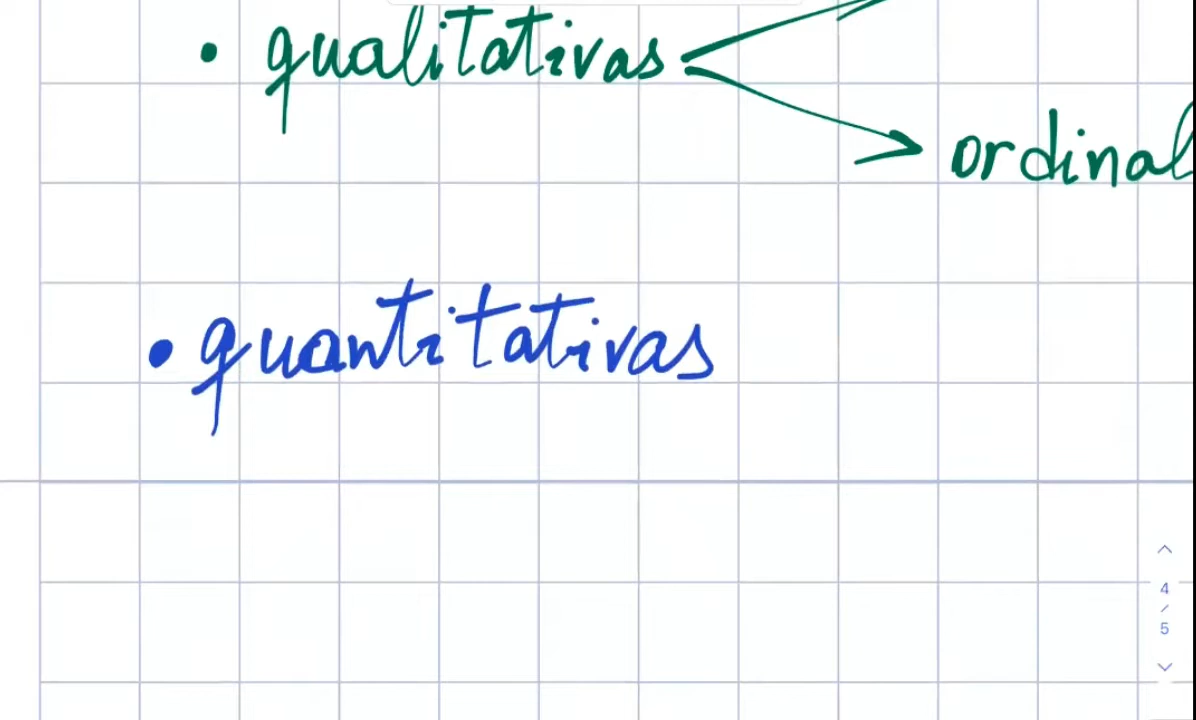 • qualitativas
ordinal
• quantitativas
4
/
5